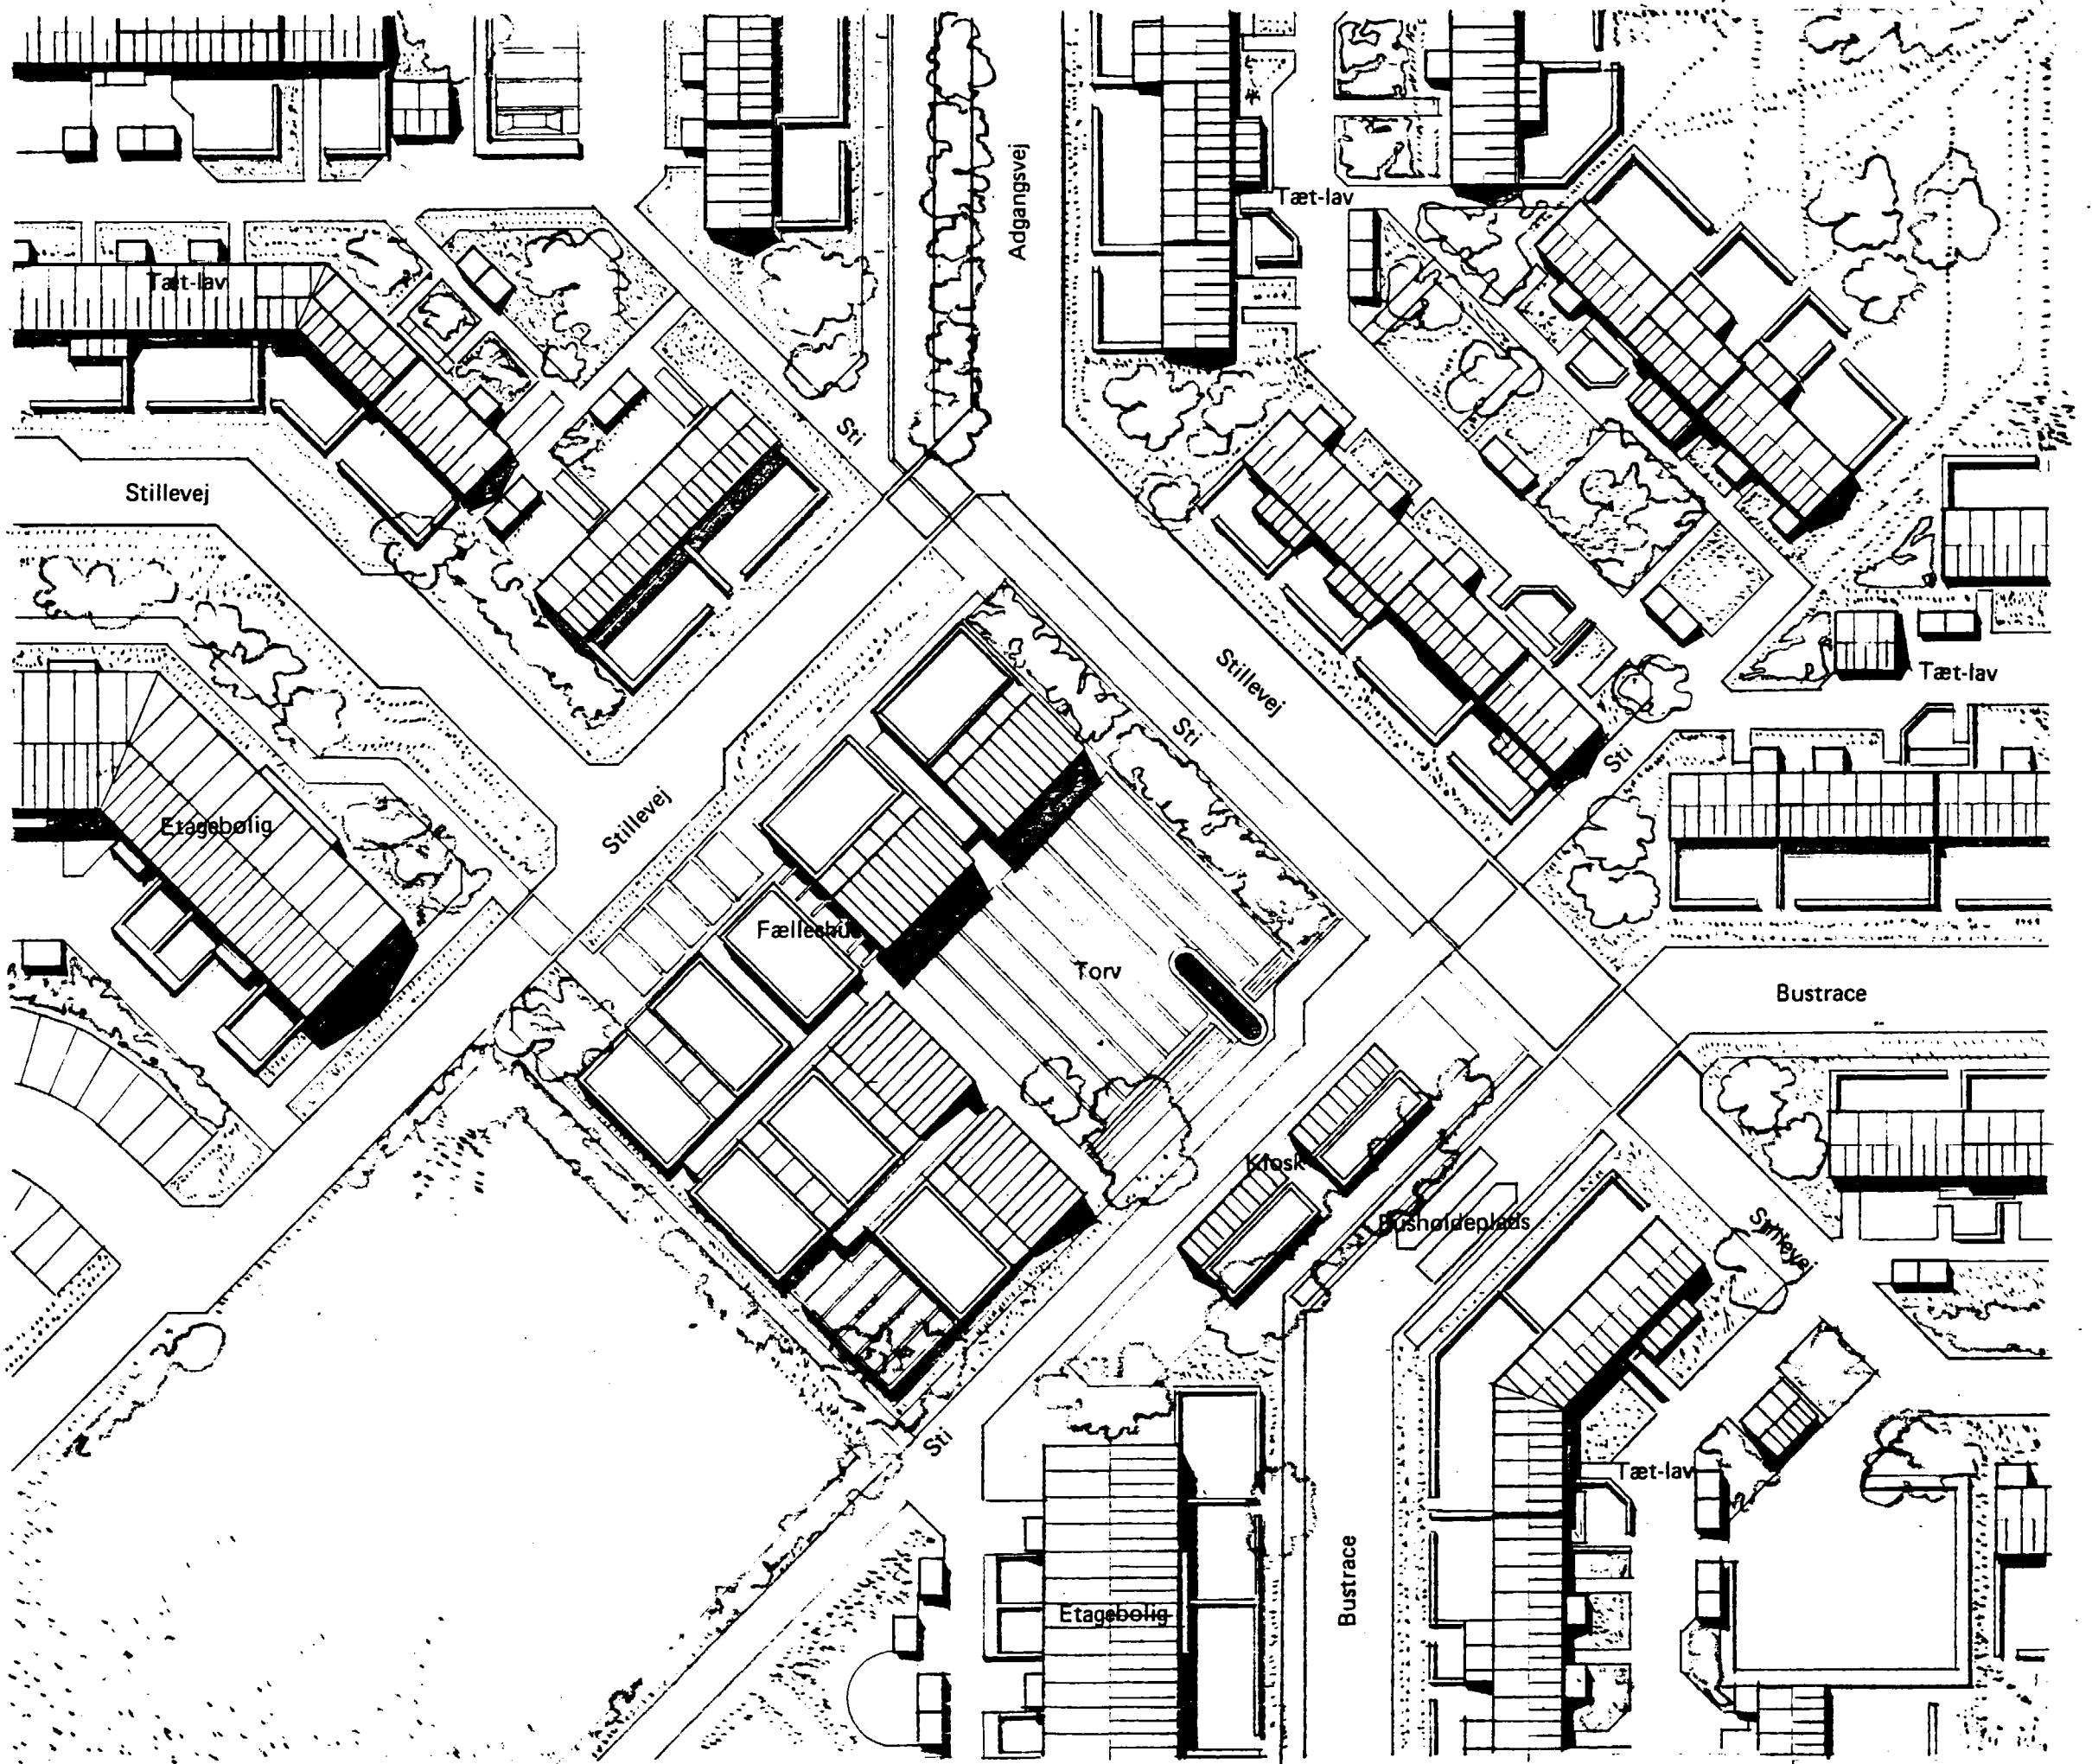 Adgangsvej
Tæt-lav
Tæt-lav
Sti
Stillevej
Stillevej
Sti
Tæt-lav
Sti
Etagebolig
Stillevej
Fælleshus
Torv
Bustrace
Kiosk
Busholdeplads
Stillevej
Sti
Tæt-lav
Bustrace
Etagebolig